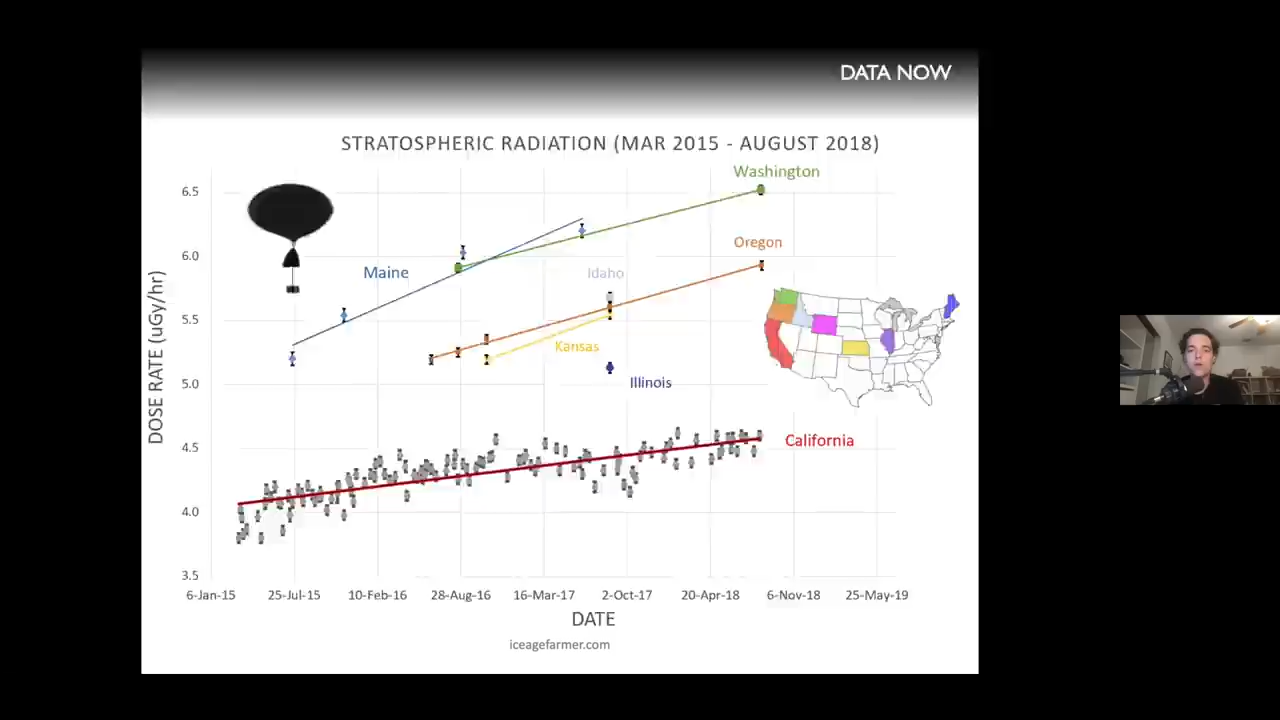 DATA NOW
STRATOSPHERIC RADIATION (MAR 2015 - AUGUST 2018)
Washington
6.5
Oregon
6.0
Maine
Idaho
5.5
Kansas
5.0
Illinois
DOSE RATE (uGy/hr)
4.5
California
4.0
3.5
6-Jan-15 25-Jul-15 10-Feb-16 28-Aug-16 16-Mar-17 2-Oct-17 20-Apr-18 6-Nov-18 25-May-19
DATE
iceagefarmer.com